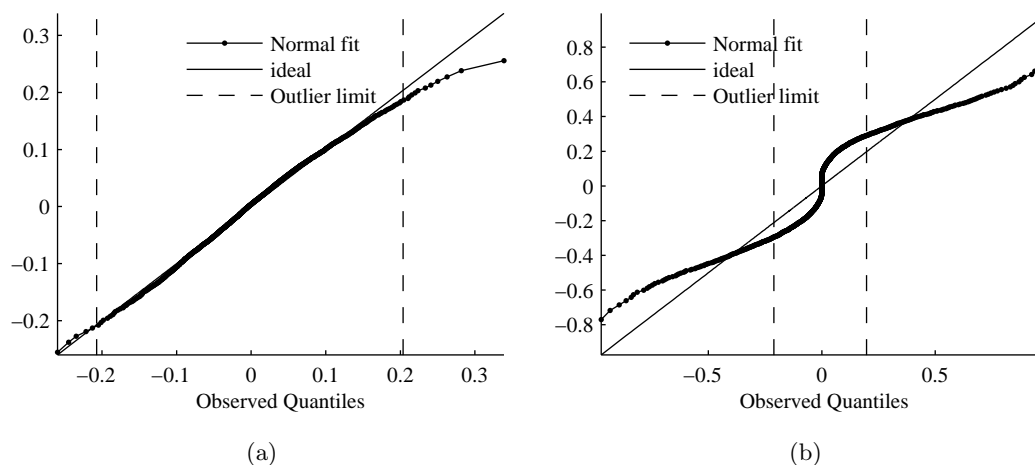 0.3
0.2
0.1
0
−0.1
−0.2
Normal fit
ideal
Outlier limit
−0.2
−0.1
0
0.1
0.2
0.3
Observed Quantiles
(a)
0.8
0.6
0.4
0.2
0
−0.2
−0.4
−0.6
−0.8
Normal fit
ideal
Outlier limit
−0.5
0
0.5
Observed Quantiles
(b)